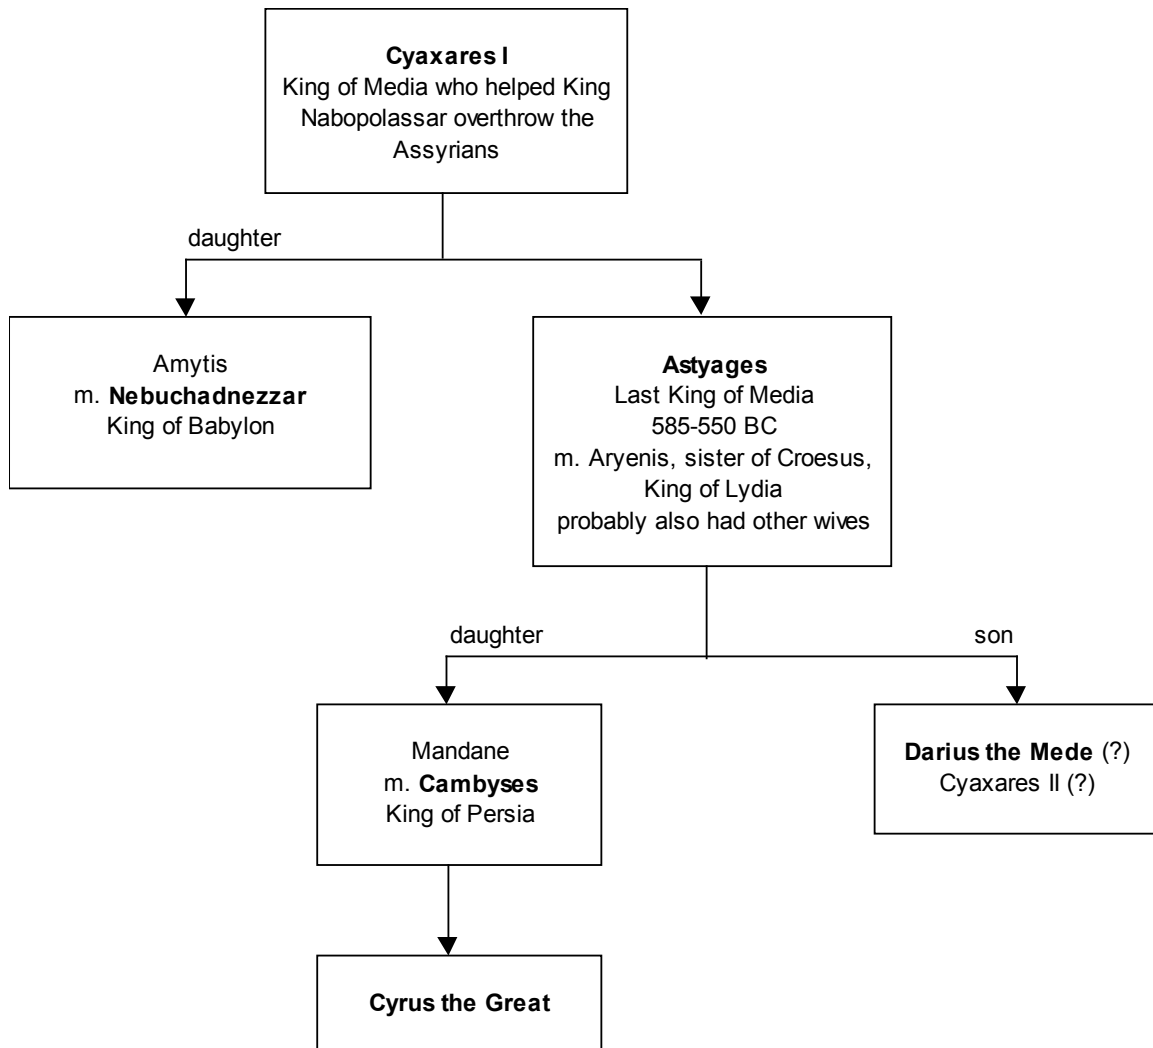 Cyaxares I
King of Media who helped King
Nabopolassar overthrow the
Assyrians
daughter
Amytis
m. Nebuchadnezzar
King of Babylon
Astyages
Last King of Media
585-550 BC
m. Aryenis, sister of Croesus,
King of Lydia
probably also had other wives
daughter
son
Mandane
m. Cambyses
King of Persia
Darius the Mede (?)
Cyaxares II (?)
Cyrus the Great